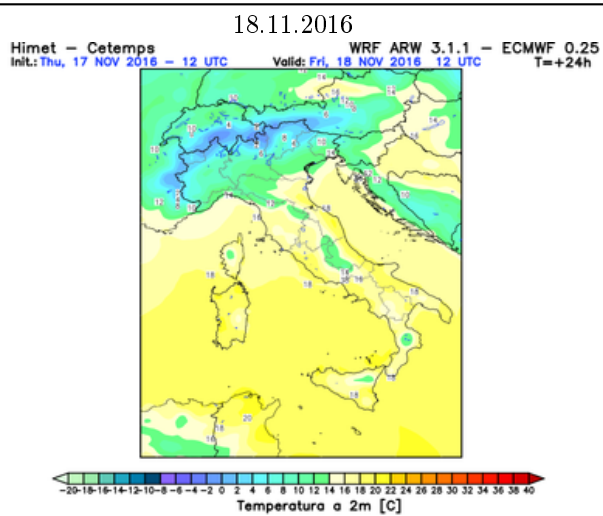 18.11.2016
Himet – Cetemps WRF ARW 3.1.1 – ECMWF 0.25
Init.: Thu, 17 NOV 2016 – 12 UTC Valid: Fri, 18 NOV 2016 12 UTC T=+24h
-20 -18 -16 -14 -12 -10 -8 -6 -4 -2 0 2 4 6 8 10 12 14 16 18 20 22 24 26 28 30 32 34 36 38 40
Temperatura a 2m [C]